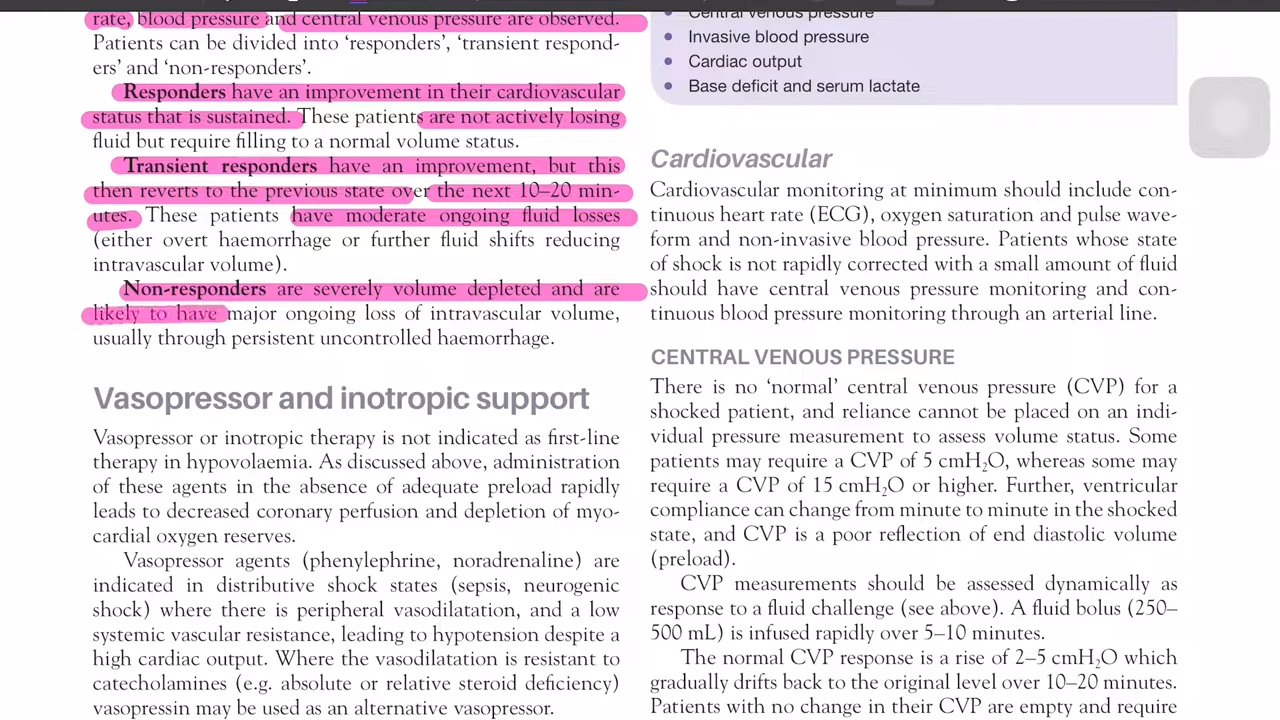 rate, blood pressure and central venous pressure are observed.
Patients can be divided into ‘responders’, ‘transient respond-
ers’ and ‘non-responders’.
Responders have an improvement in their cardiovascular
status that is sustained. These patients are not actively losing
fluid but require filling to a normal volume status.
Transient responders have an improvement, but this
then reverts to the previous state over the next 10–20 min-
utes. These patients have moderate ongoing fluid losses
(either overt haemorrhage or further fluid shifts reducing
intravascular volume).
Non-responders are severely volume depleted and are
likely to have major ongoing loss of intravascular volume,
usually through persistent uncontrolled haemorrhage.
Vasopressor and inotropic support
Vasopressor or inotropic therapy is not indicated as first-line
therapy in hypovolaemia. As discussed above, administration
of these agents in the absence of adequate preload rapidly
leads to decreased coronary perfusion and depletion of myo-
cardial oxygen reserves.
Vasopressor agents (phenylephrine, noradrenaline) are
indicated in distributive shock states (sepsis, neurogenic
shock) where there is peripheral vasodilatation, and a low
systemic vascular resistance, leading to hypotension despite a
high cardiac output. Where the vasodilatation is resistant to
catecholamines (e.g. absolute or relative steroid deficiency)
vasopressin may be used as an alternative vasopressor.
• Central venous pressure
• Invasive blood pressure
• Cardiac output
• Base deficit and serum lactate
Cardiovascular
Cardiovascular monitoring at minimum should include con-
tinuous heart rate (ECG), oxygen saturation and pulse wave-
form and non-invasive blood pressure. Patients whose state
of shock is not rapidly corrected with a small amount of fluid
should have central venous pressure monitoring and con-
tinuous blood pressure monitoring through an arterial line.
CENTRAL VENOUS PRESSURE
There is no ‘normal’ central venous pressure (CVP) for a
shocked patient, and reliance cannot be placed on an indi-
vidual pressure measurement to assess volume status. Some
patients may require a CVP of 5 cmH₂O, whereas some may
require a CVP of 15 cmH₂O or higher. Further, ventricular
compliance can change from minute to minute in the shocked
state, and CVP is a poor reflection of end diastolic volume
(preload).
CVP measurements should be assessed dynamically as
response to a fluid challenge (see above). A fluid bolus (250–
500 mL) is infused rapidly over 5–10 minutes.
The normal CVP response is a rise of 2–5 cmH₂O which
gradually drifts back to the original level over 10–20 minutes.
Patients with no change in their CVP are empty and require